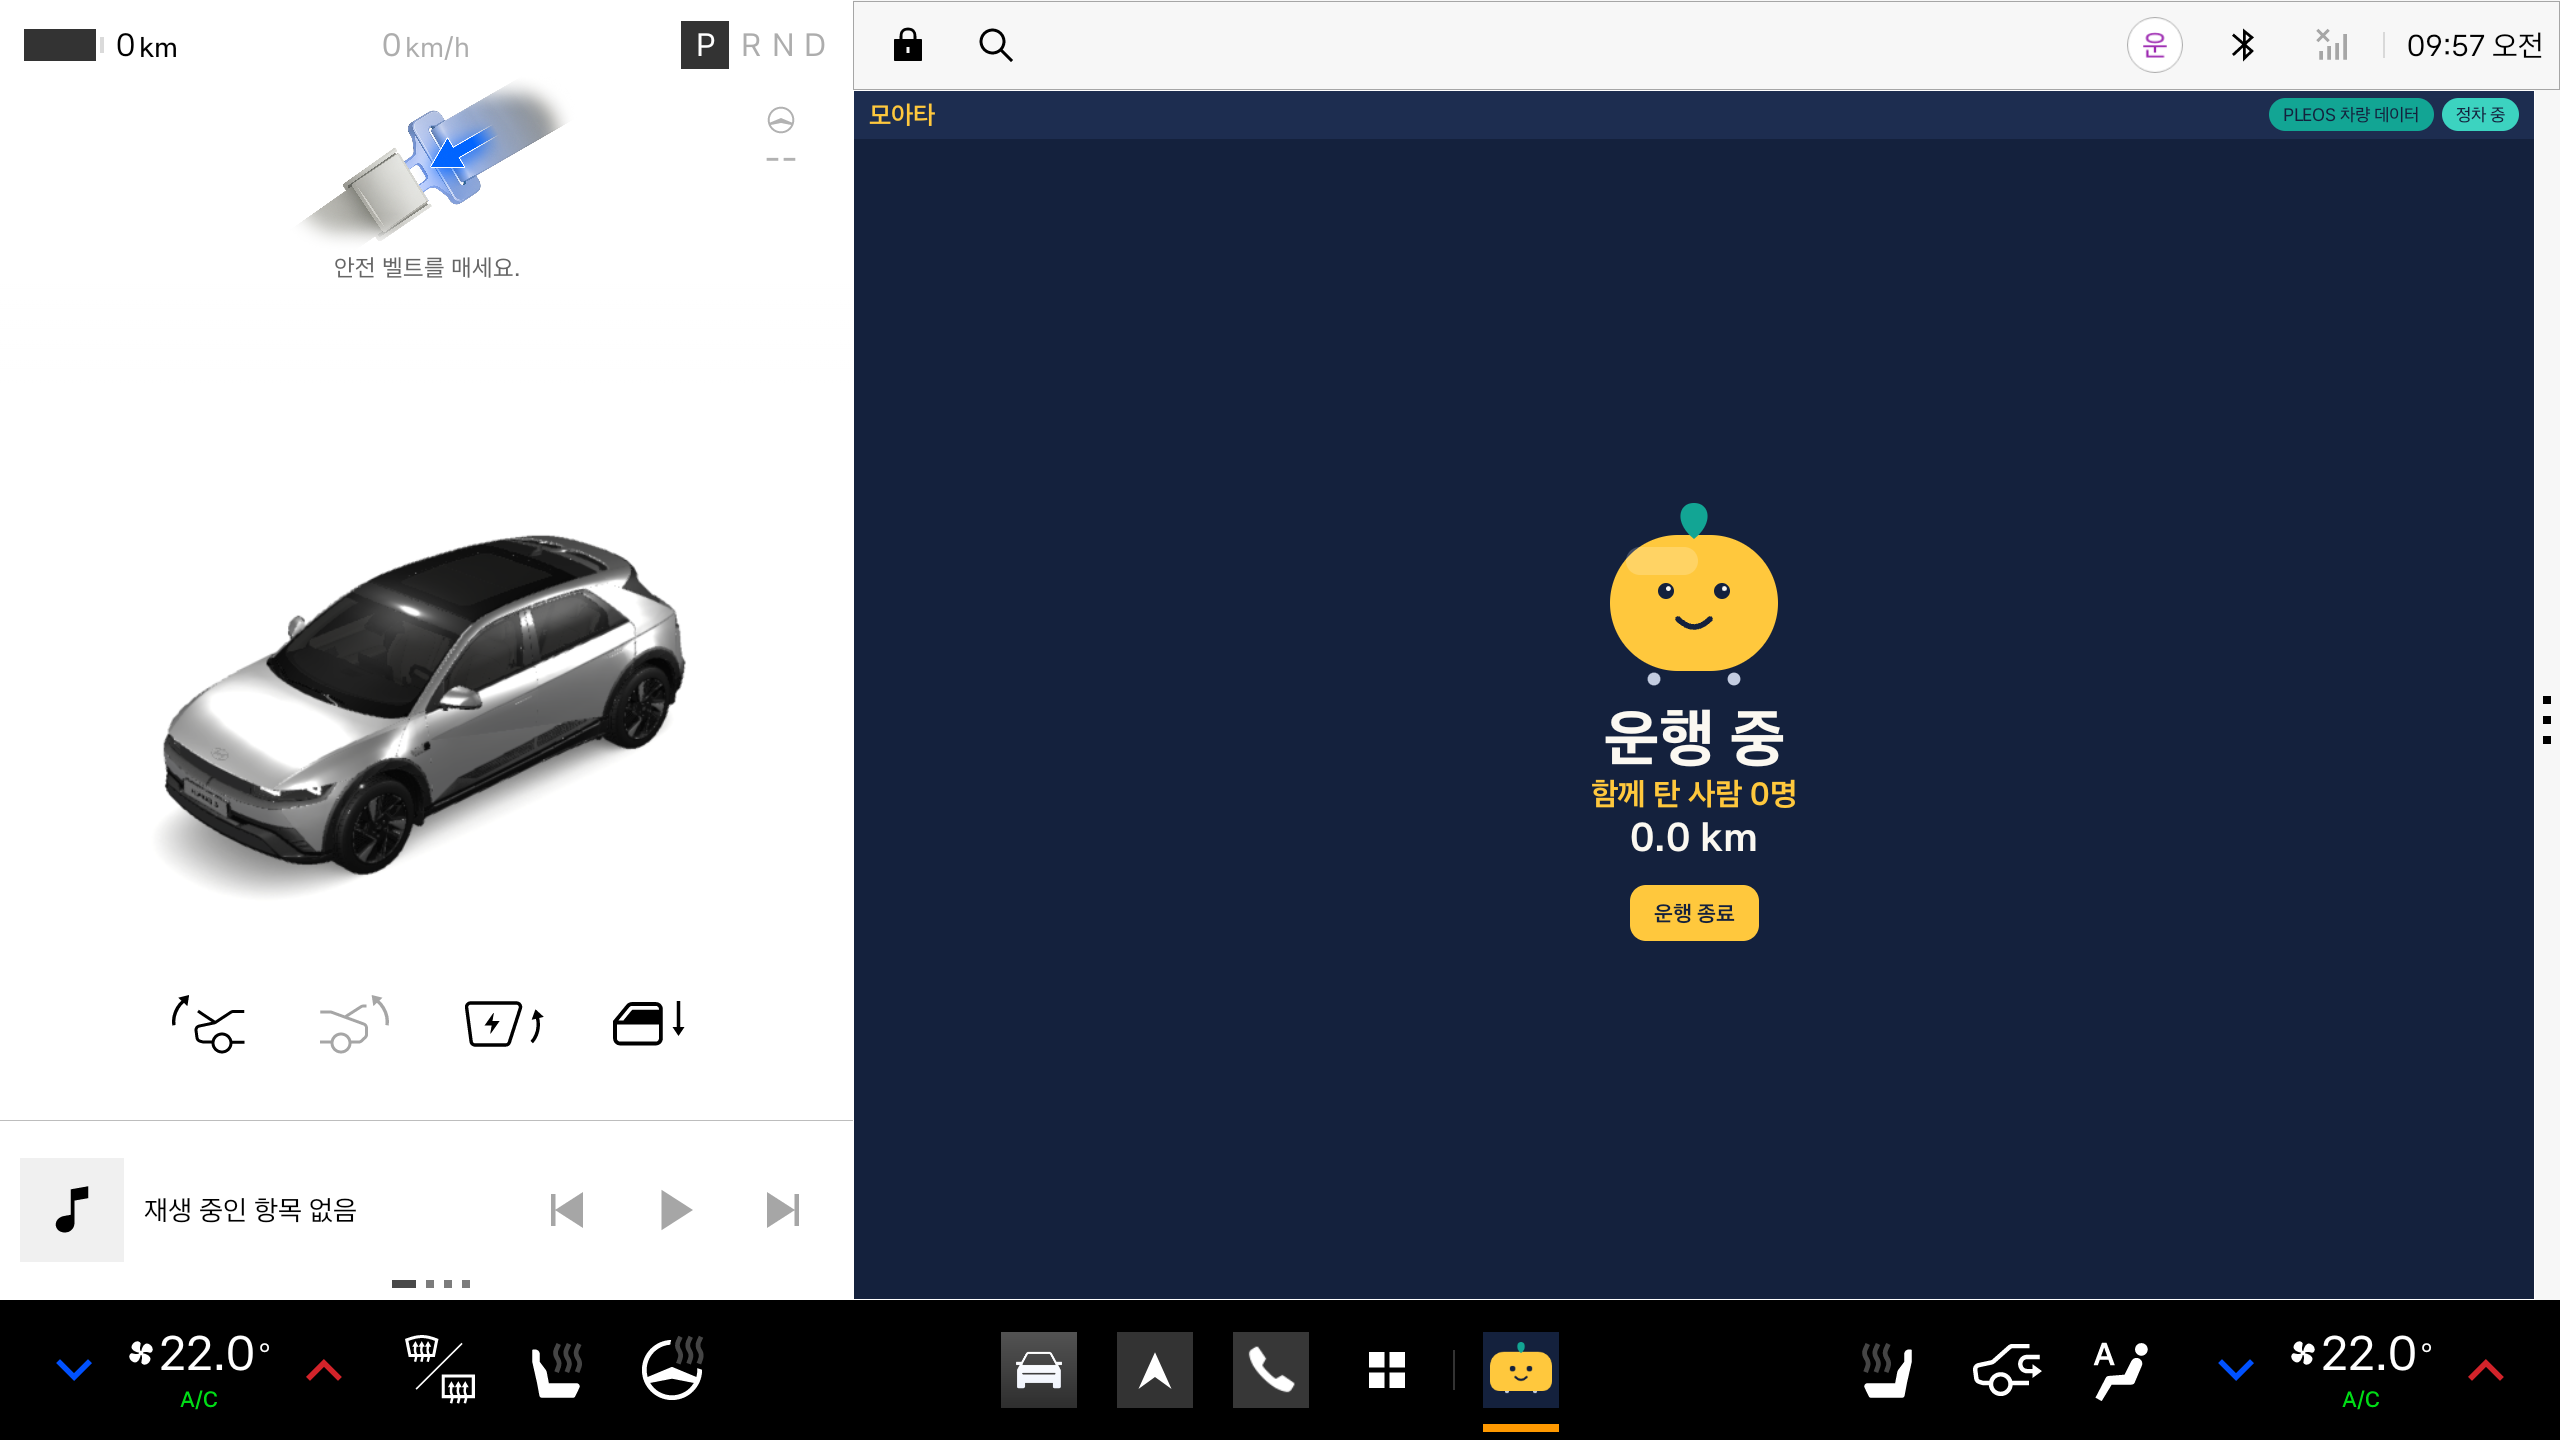 0 km
0 km/h
P R N D
안전 벨트를 매세요.
--
재생 중인 항목 없음
운
09:57 오전
모아타
PLEOS 차량 데이터
정차 중
운행 중
함께 탄 사람 0명
0.0 km
운행 종료
22.0°
A/C
A
22.0°
A/C